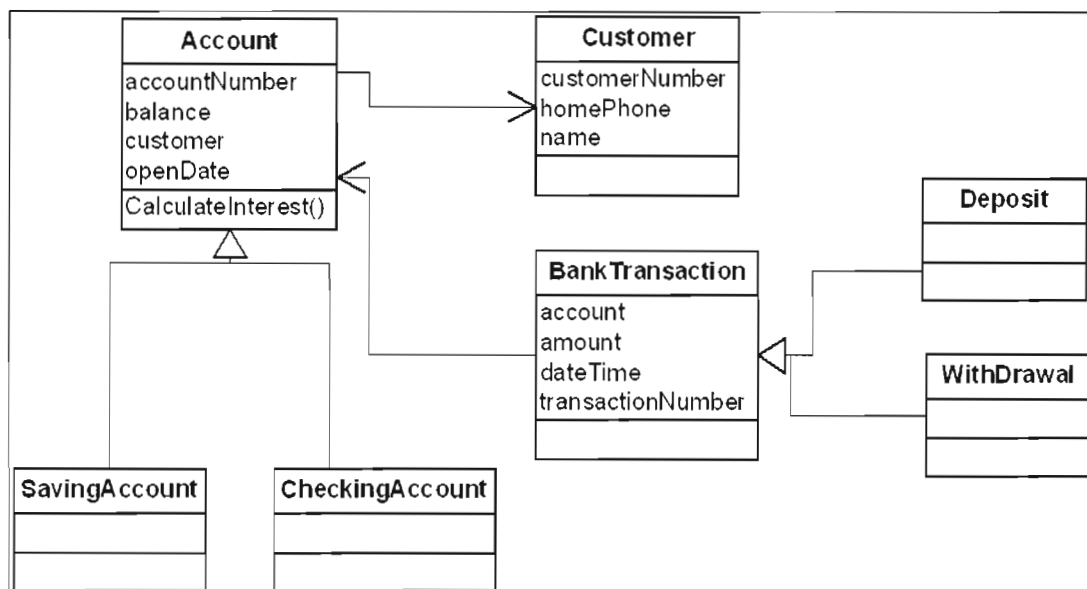 Account
accountNumber
balance
customer
openDate
CalculateInterest()
Customer
customerNumber
homePhone
name
BankTransaction
account
amount
dateTime
transactionNumber
Deposit
WithDrawal
SavingAccount
CheckingAccount